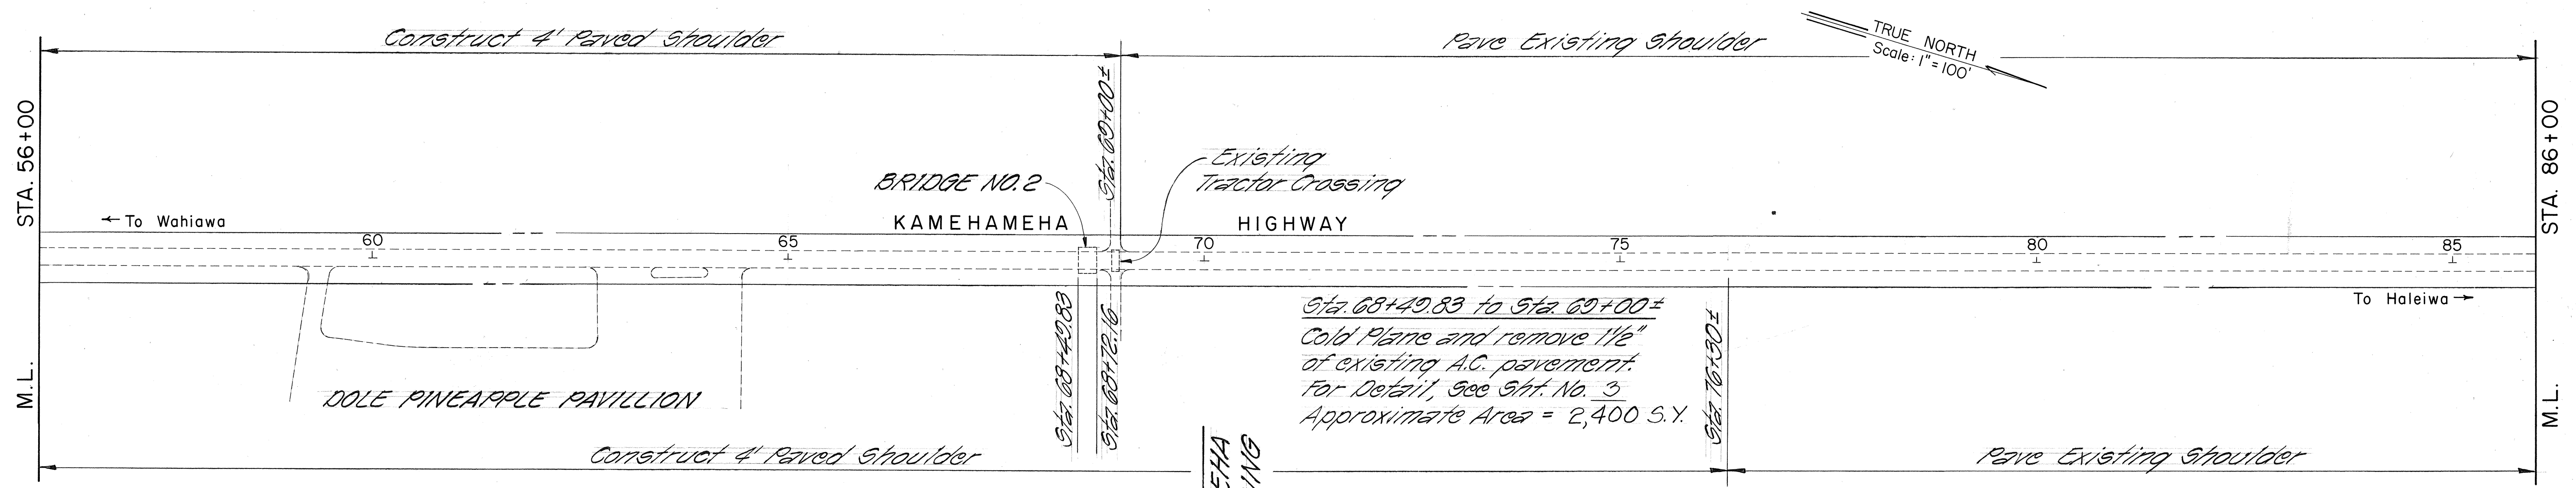 Construct 4' Paved Shoulder
Pave Existing Shoulder
TRUE NORTH
Scale: 1" = 100'
STA. 56+00
M.L.
STA. 86+00
M.L.
Sta. 69+00±
BRIDGE NO. 2
Existing
Tractor Crossing
← To Wahiawa
KAMEHAMEHA HIGHWAY
60
65
70
75
80
85
To Haleiwa →
Sta. 68+49.83
Sta. 68+72.16
Sta. 68+49.83 to Sta. 69+00±
Cold Plane and remove 1½"
of existing A.C. pavement.
For Detail, See Sht. No. 3
Approximate Area = 2,400 S.Y.
Sta. 76+30±
DOLE PINEAPPLE PAVILLION
Construct 4' Paved Shoulder
Pave Existing Shoulder
EHA
ING